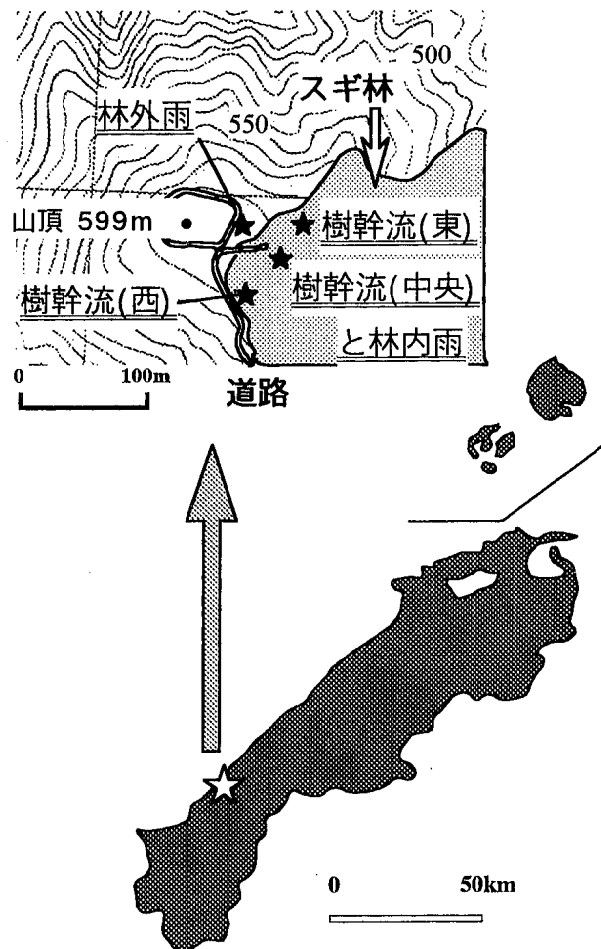 500
スギ林
林外雨
550
山頂 599m
樹幹流(東)
樹幹流(西)
樹幹流(中央)
と林内雨
0 100m
道路
0 50km